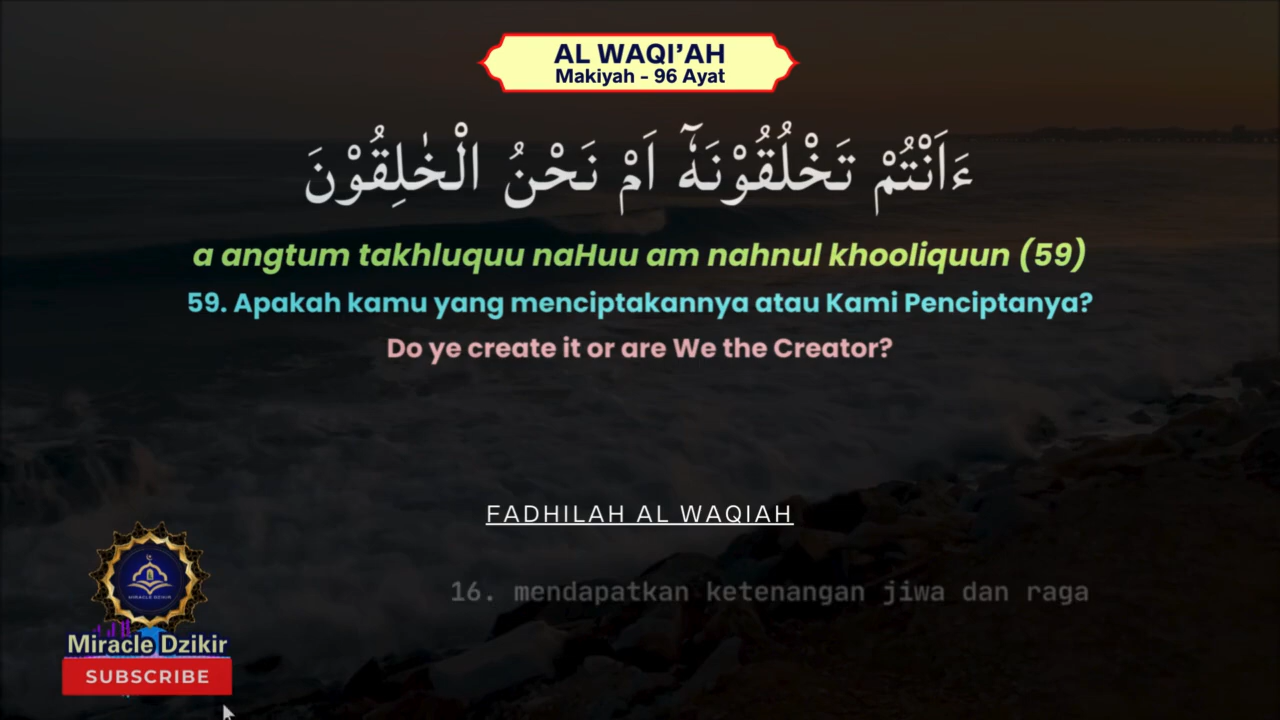 AL WAQI'AH
Makiyah - 96 Ayat
ءَاَنْتُمْ تَخْلُقُوْنَهٗٓ اَمْ نَحْنُ الْخٰلِقُوْنَ
a angtum takhluquu naHuu am nahnul khooliquun (59)
59. Apakah kamu yang menciptakannya atau Kami Penciptanya?
Do ye create it or are We the Creator?
FADHILAH AL WAQIAH
16. mendapatkan ketenangan jiwa dan raga
MIRACLE DZIKIR
Miracle Dzikir
SUBSCRIBE